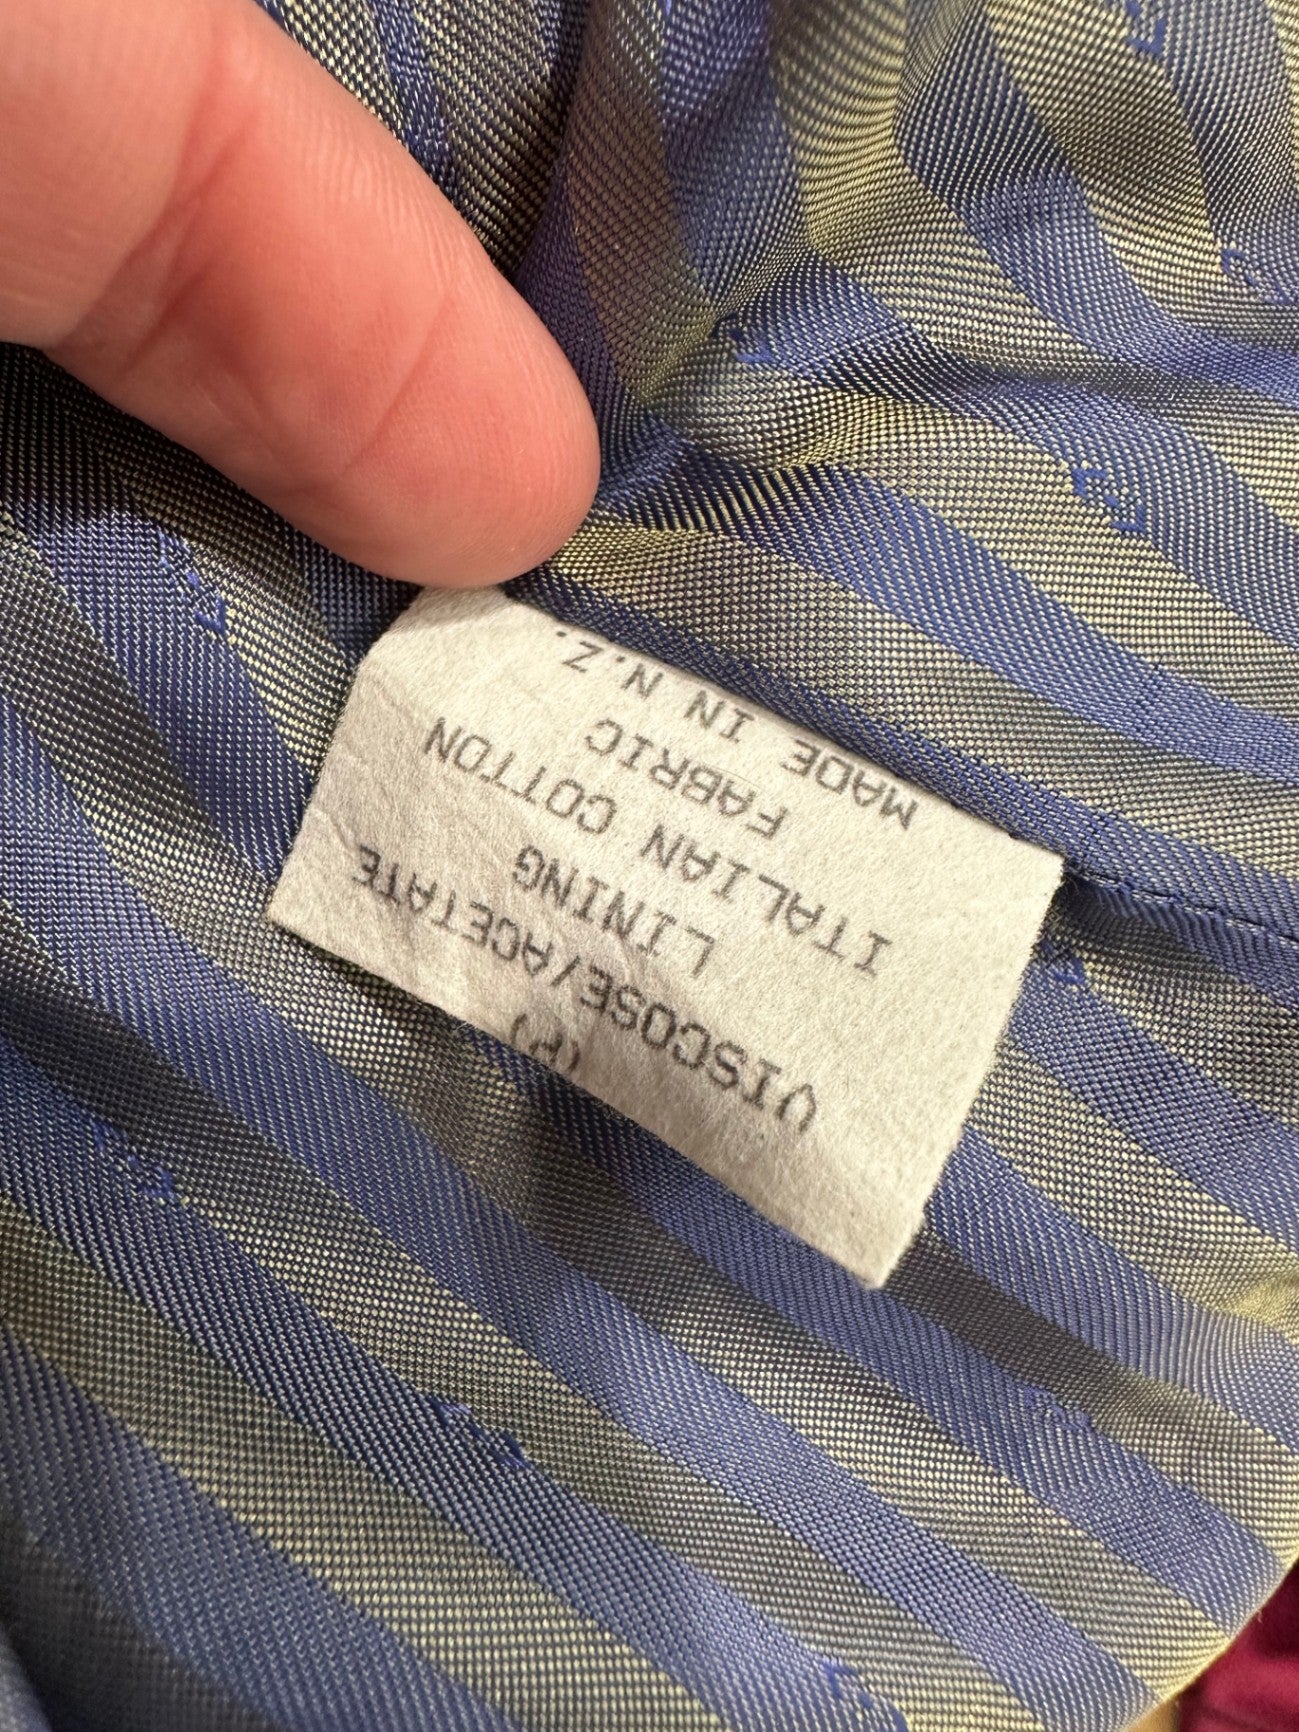 MADE IN N.Z.
FABRIC
ITALIAN COTTON
LINING
VISCOSE/ACETATE
(P)